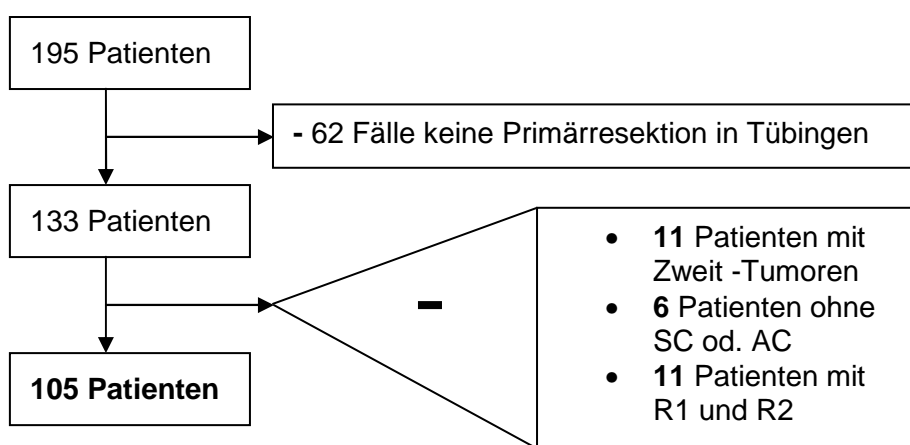 195 Patienten
- 62 Fälle keine Primärresektion in Tübingen
133 Patienten
-
• 11 Patienten mit
Zweit -Tumoren
• 6 Patienten ohne
SC od. AC
• 11 Patienten mit
R1 und R2
105 Patienten